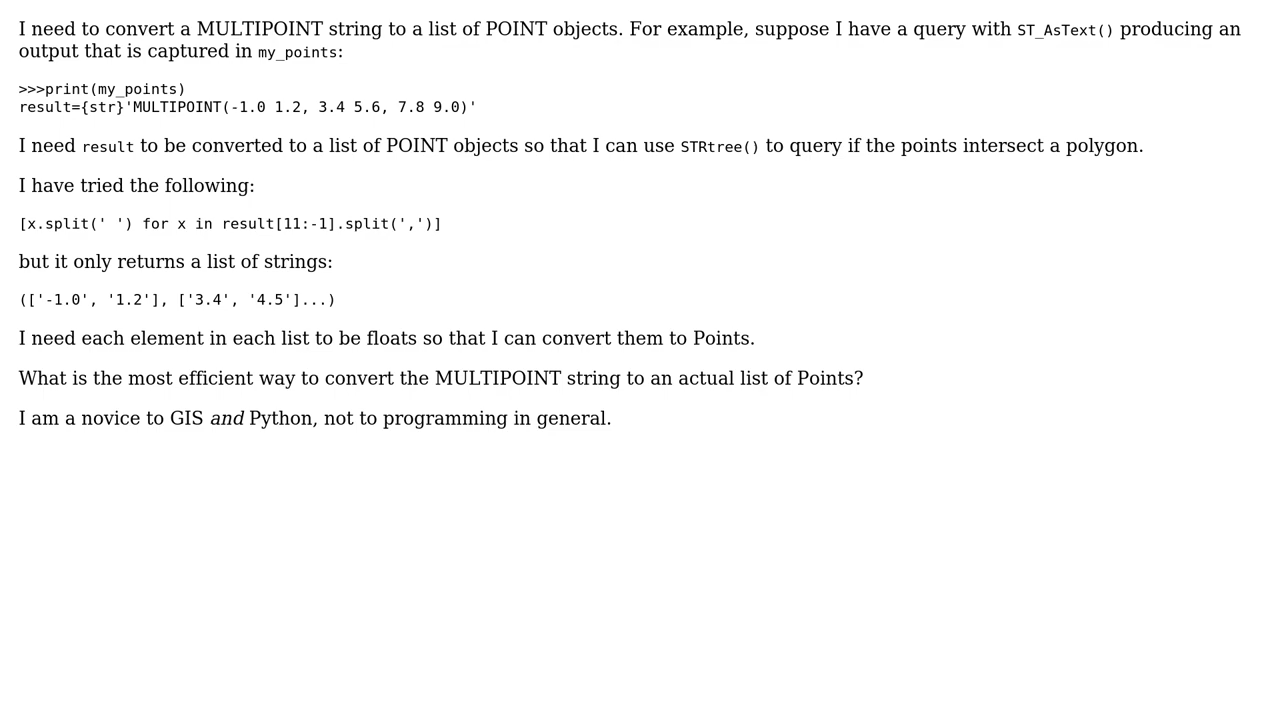 I need to convert a MULTIPOINT string to a list of POINT objects. For example, suppose I have a query with ST_AsText() producing an
output that is captured in my_points:
>>>print(my_points)
result={str}'MULTIPOINT(-1.0 1.2, 3.4 5.6, 7.8 9.0)'
I need result to be converted to a list of POINT objects so that I can use STRtree() to query if the points intersect a polygon.
I have tried the following:
[x.split(' ') for x in result[11:-1].split(',')]
but it only returns a list of strings:
(['-1.0', '1.2'], ['3.4', '4.5']...)
I need each element in each list to be floats so that I can convert them to Points.
What is the most efficient way to convert the MULTIPOINT string to an actual list of Points?
I am a novice to GIS and Python, not to programming in general.